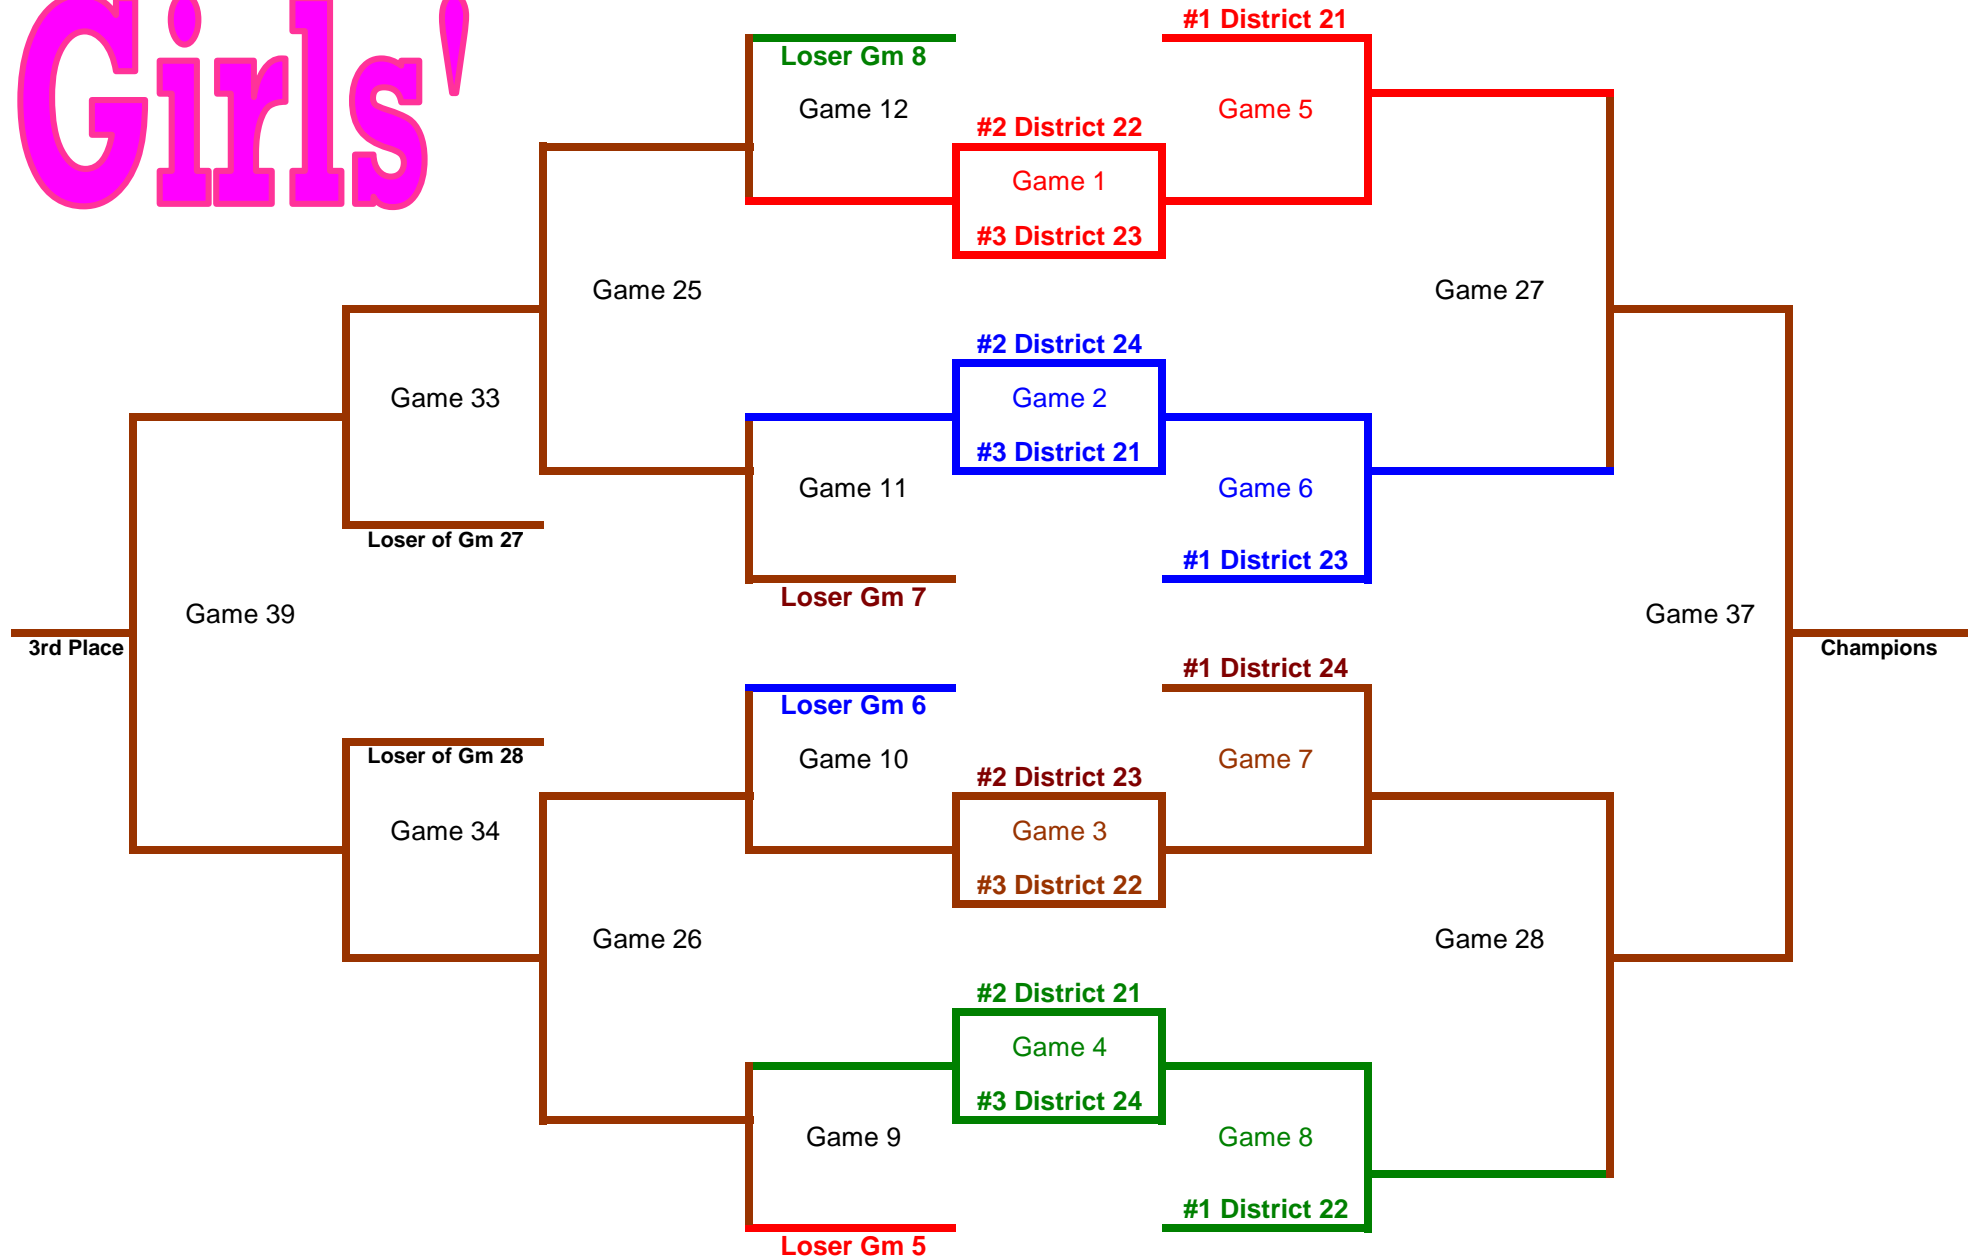 Girls'
#1 District 21
Loser Gm 8
Game 12
Game 5
#2 District 22
Game 1
#3 District 23
Game 25
Game 27
#2 District 24
Game 33
Game 2
#3 District 21
Game 11
Game 6
Loser of Gm 27
#1 District 23
Loser Gm 7
Game 39
Game 37
3rd Place
Champions
#1 District 24
Loser Gm 6
Loser of Gm 28
Game 10
Game 7
#2 District 23
Game 34
Game 3
#3 District 22
Game 26
Game 28
#2 District 21
Game 4
#3 District 24
Game 9
Game 8
#1 District 22
Loser Gm 5